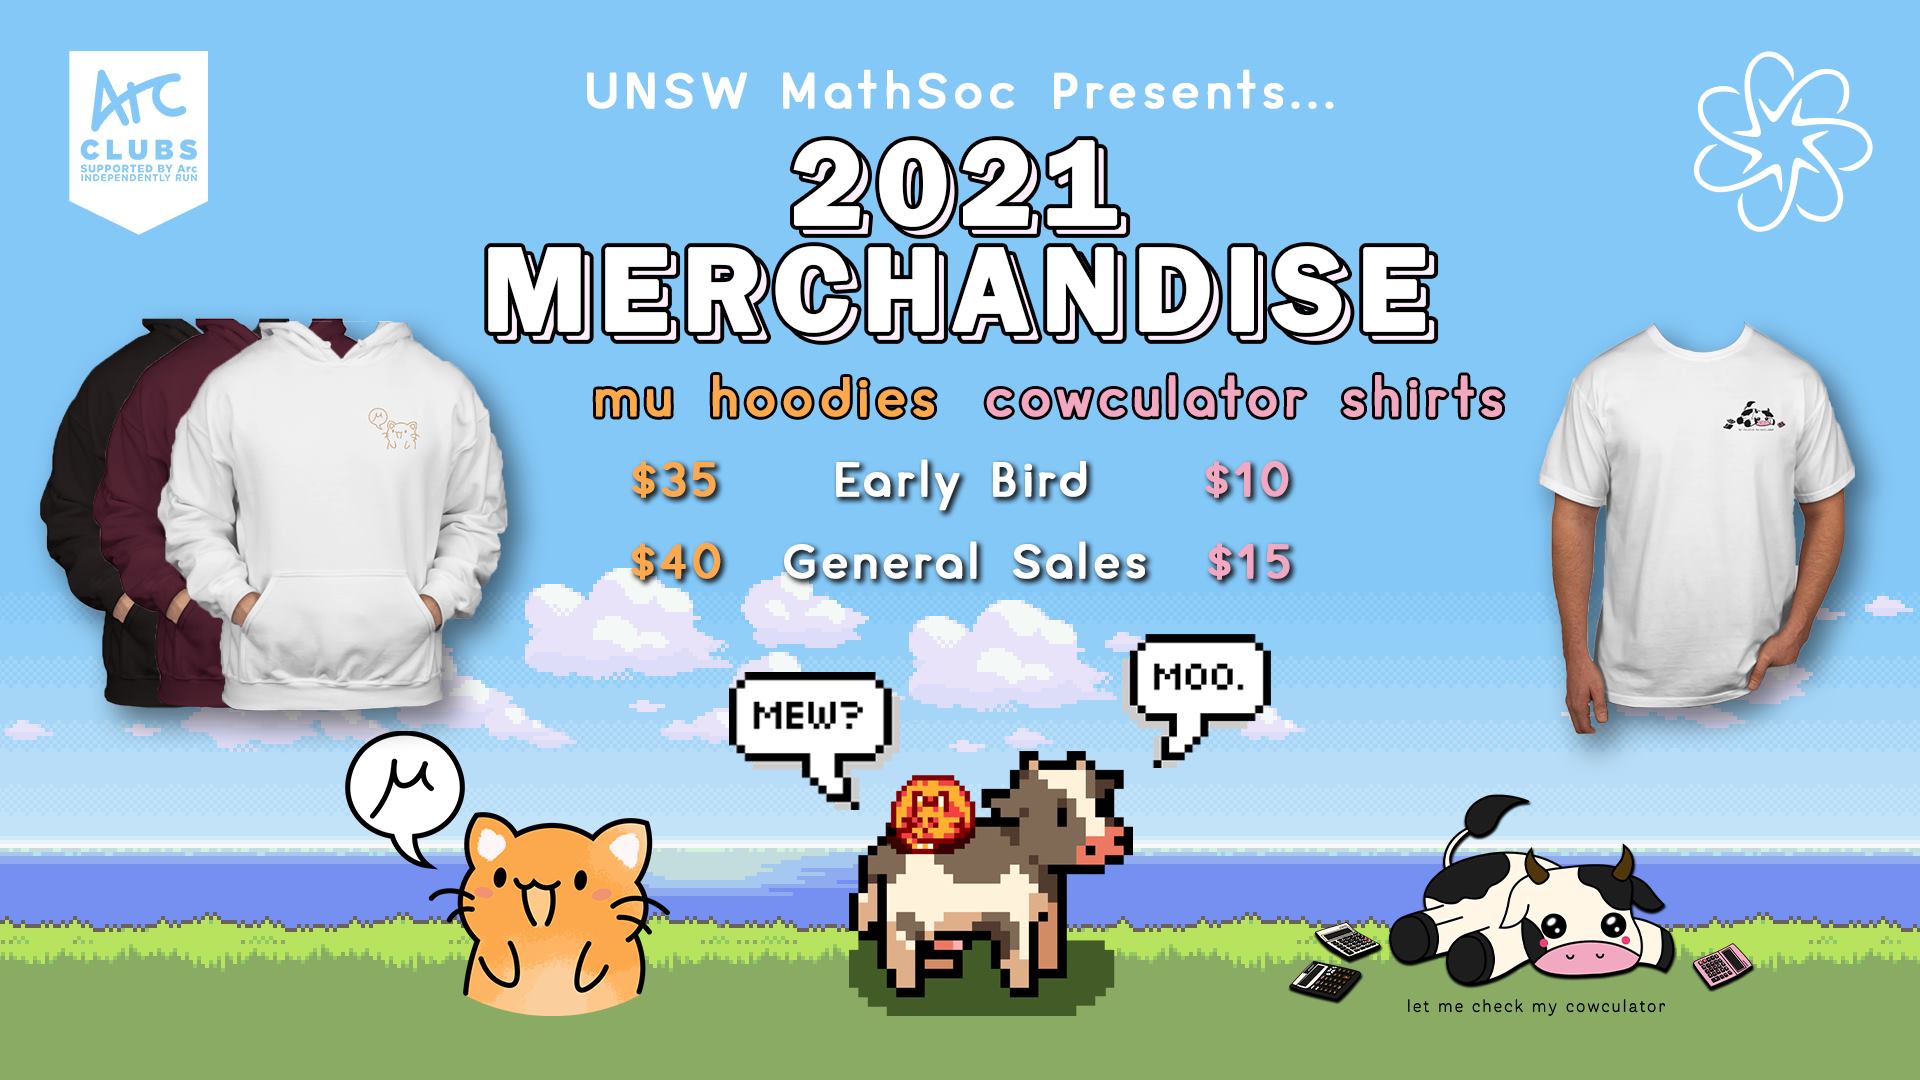 Arc
CLUBS
SUPPORTED BY Arc
INDEPENDENTLY RUN
UNSW MathSoc Presents...
2021
MERCHANDISE
mu hoodies cowculator shirts
$35 Early Bird $10
$40 General Sales $15
MEW?
MOO.
μ
let me check my cowculator
μ